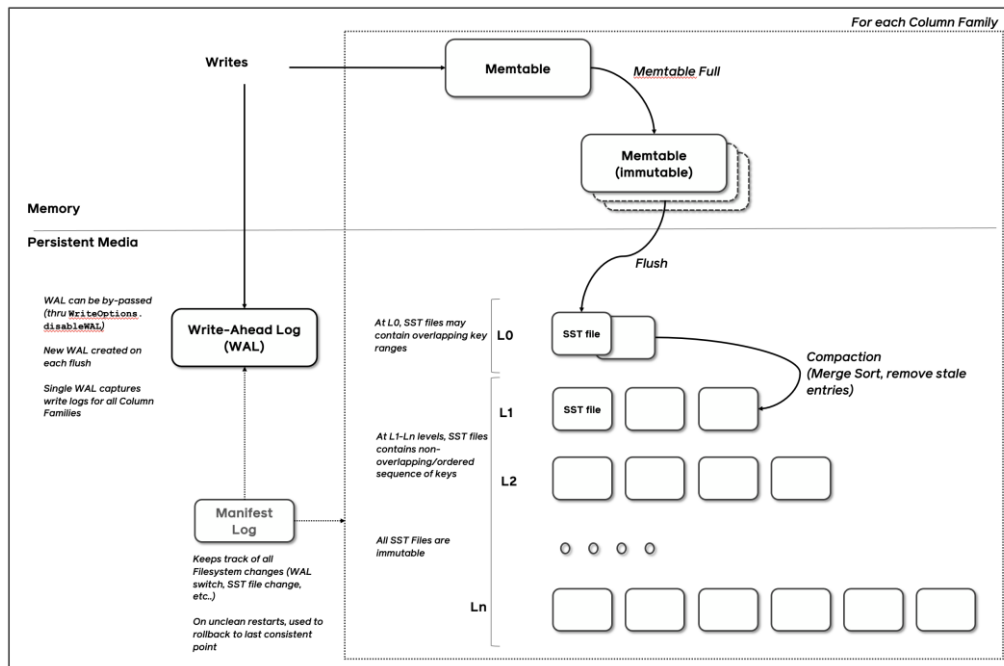 For each Column Family
Writes
Memtable
Memtable Full
Memtable
(immutable)
Memory
Persistent Media
Flush
WAL can be by-passed
(thru WriteOptions.
disableWAL)
New WAL created on
each flush
Single WAL captures
write logs for all Column
Families
Write-Ahead Log
(WAL)
At L0, SST files may
contain overlapping key
ranges
L0
SST file
Compaction
(Merge Sort, remove stale
entries)
L1
SST file
At L1-Ln levels, SST files
contains non-
overlapping/ordered
sequence of keys
L2
Manifest
Log
All SST Files are
immutable
Keeps track of all
Filesystem changes (WAL
switch, SST file change,
etc..)
On unclean restarts, used to
rollback to last consistent
point
Ln